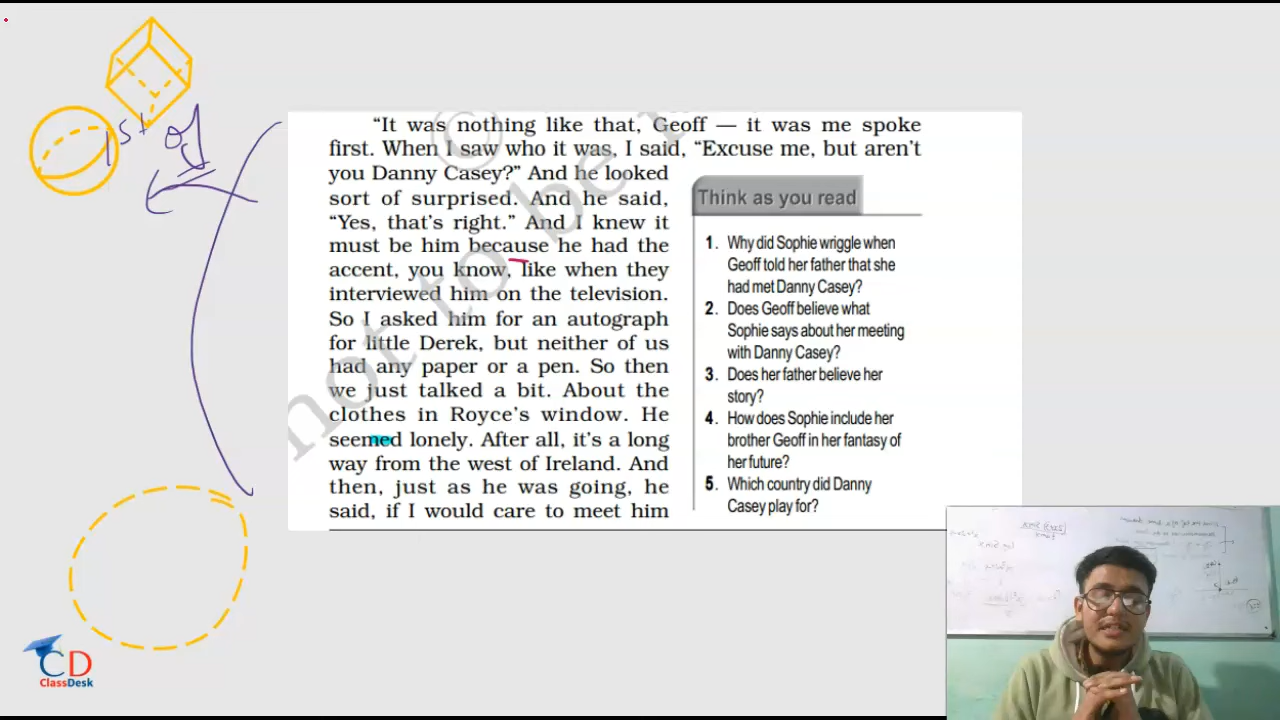 1st of
"It was nothing like that, Geoff — it was me spoke
first. When I saw who it was, I said, "Excuse me, but aren't
you Danny Casey?" And he looked
sort of surprised. And he said,
"Yes, that's right." And I knew it
must be him because he had the
accent, you know, like when they
interviewed him on the television.
So I asked him for an autograph
for little Derek, but neither of us
had any paper or a pen. So then
we just talked a bit. About the
clothes in Royce's window. He
seemed lonely. After all, it's a long
way from the west of Ireland. And
then, just as he was going, he
said, if I would care to meet him
Think as you read
1. Why did Sophie wriggle when
Geoff told her father that she
had met Danny Casey?
2. Does Geoff believe what
Sophie says about her meeting
with Danny Casey?
3. Does her father believe her
story?
4. How does Sophie include her
brother Geoff in her fantasy of
her future?
5. Which country did Danny
Casey play for?
©
not to be r
CD
ClassDesk